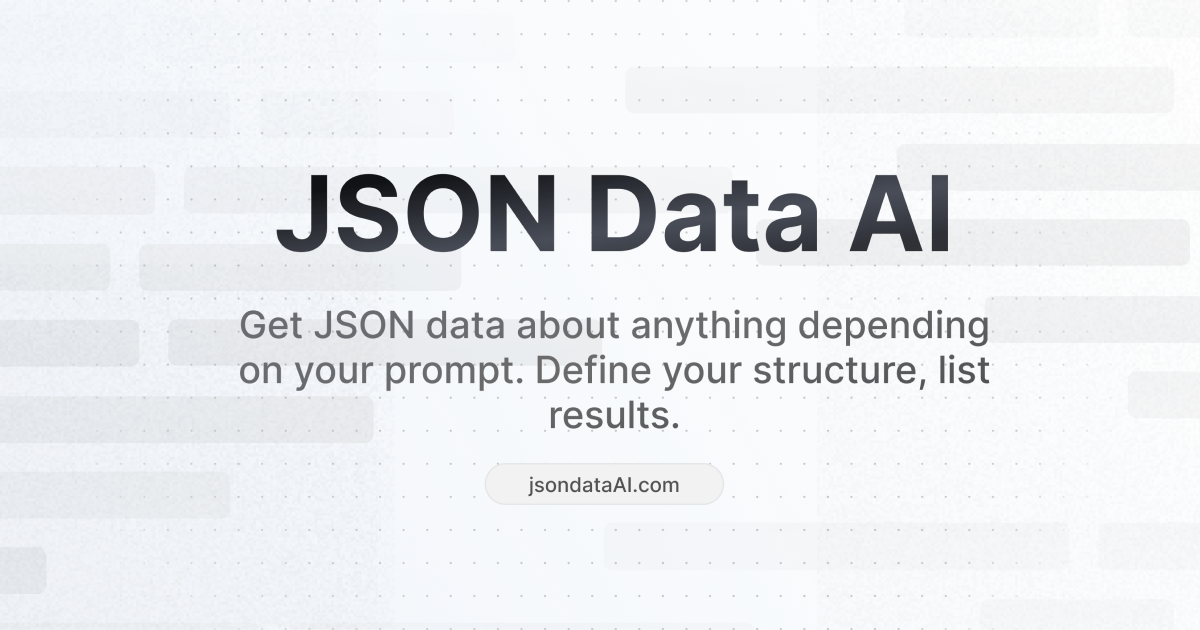 JSON Data AI
Get JSON data about anything depending
on your prompt. Define your structure, list
results.
jsondataAI.com